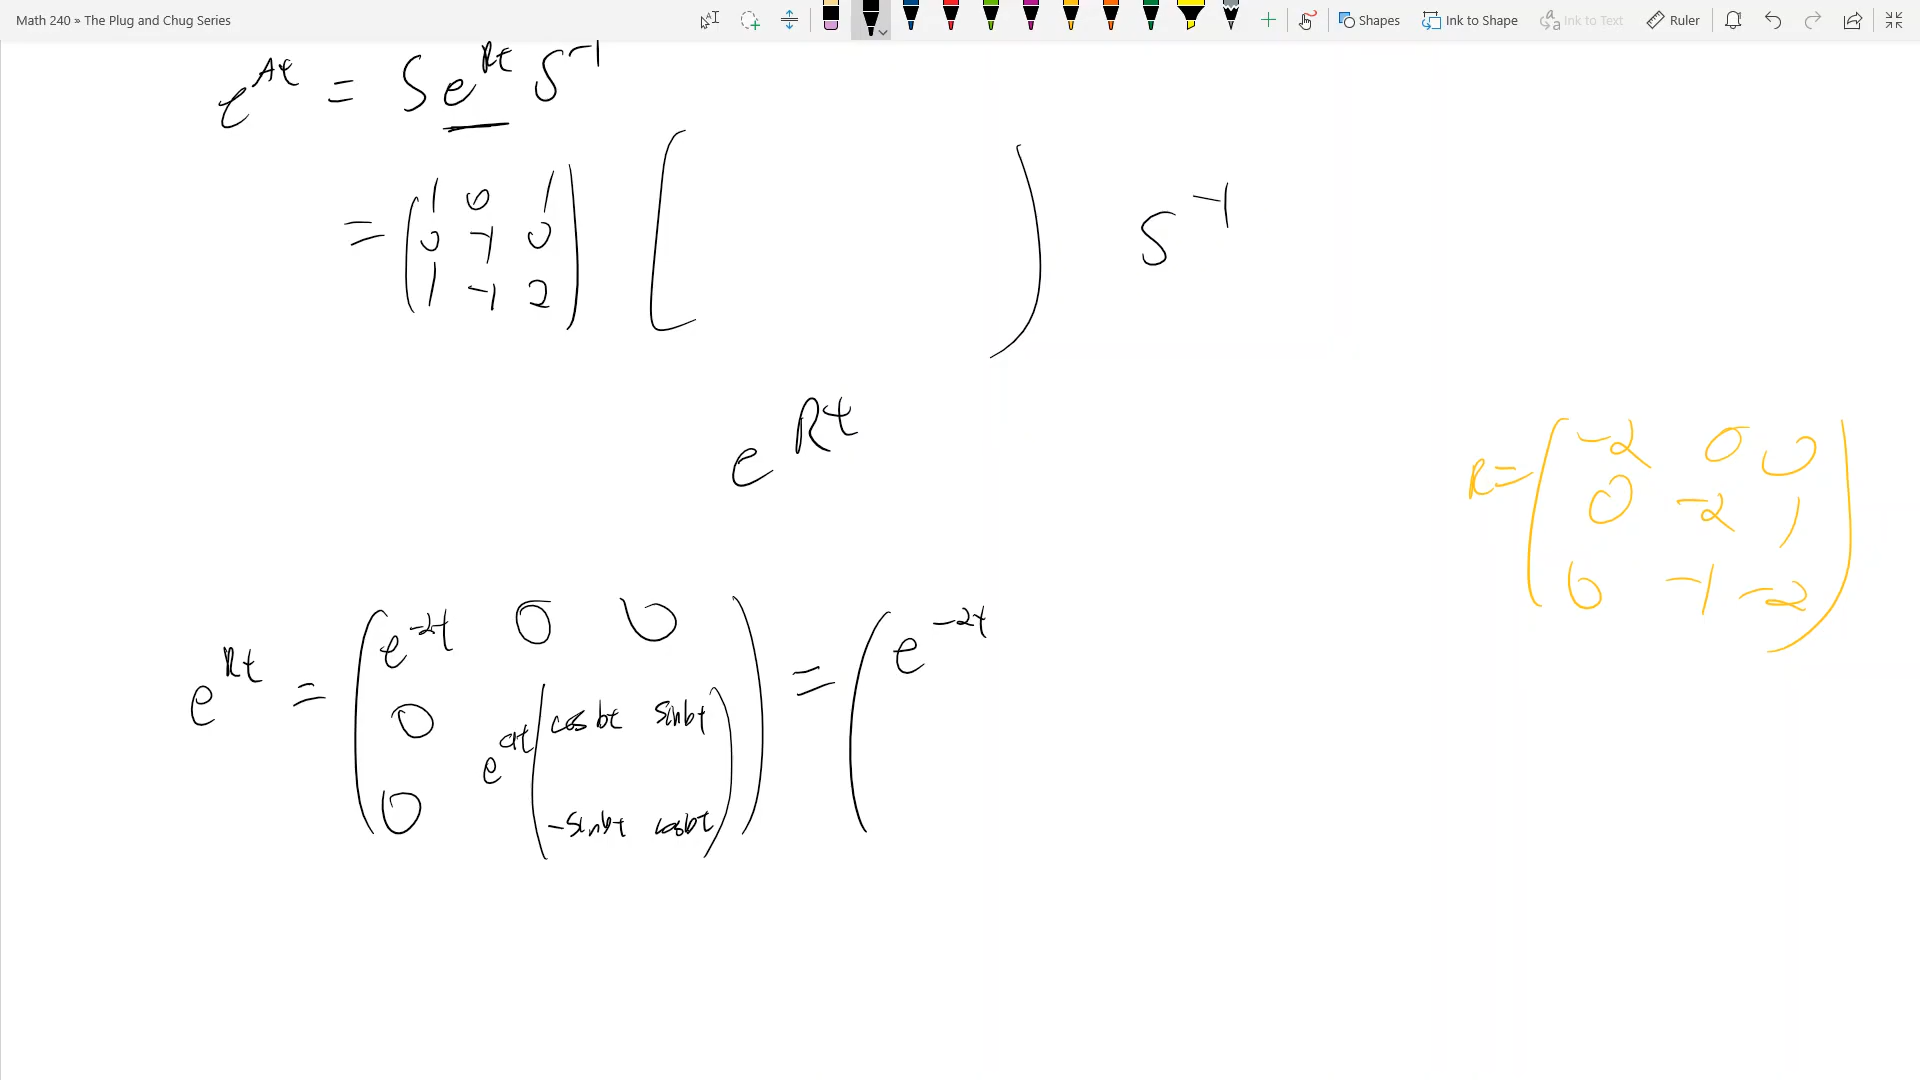 Math 240 » The Plug and Chug Series
Shapes Ink to Shape Ink to Text Ruler
e^{At} = S e^{Rt} S^{-1}
= ( 1 0 1
0 -1 0
1 -1 2 ) [ ) S^{-1}
e^{Rt}
R = ( -2 0 0
0 -2 1
0 -1 -2 )
e^{Rt} = ( e^{-2t} 0 0
0 e^{at} ( cos bt sin bt
0 -sin bt cos bt ) ) = ( e^{-2t}